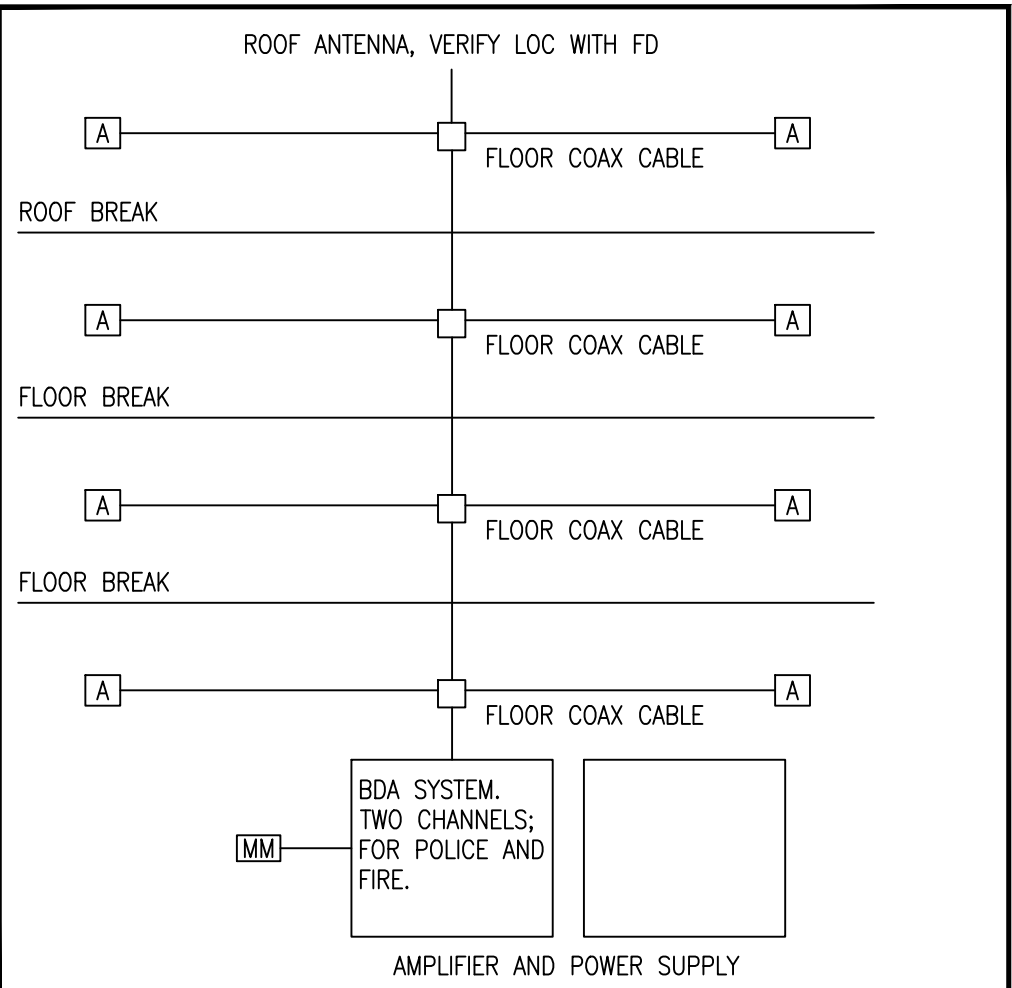 ROOF ANTENNA, VERIFY LOC WITH FD
A
A
FLOOR COAX CABLE
ROOF BREAK
A
A
FLOOR COAX CABLE
FLOOR BREAK
A
A
FLOOR COAX CABLE
FLOOR BREAK
A
A
FLOOR COAX CABLE
BDA SYSTEM.
TWO CHANNELS;
FOR POLICE AND
FIRE.
MM
AMPLIFIER AND POWER SUPPLY